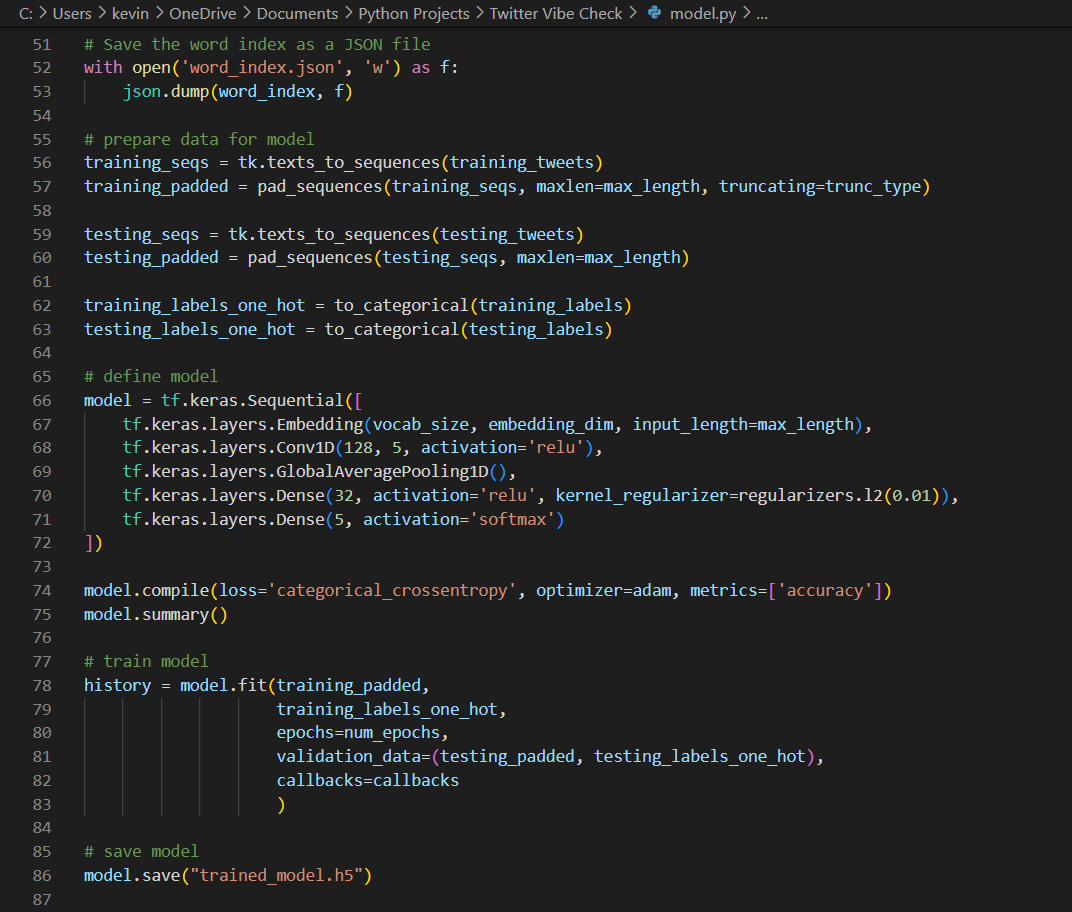 C: > Users > kevin > OneDrive > Documents > Python Projects > Twitter Vibe Check > model.py > ...
51 # Save the word index as a JSON file
52 with open('word_index.json', 'w') as f:
53     json.dump(word_index, f)
54
55 # prepare data for model
56 training_seqs = tk.texts_to_sequences(training_tweets)
57 training_padded = pad_sequences(training_seqs, maxlen=max_length, truncating=trunc_type)
58
59 testing_seqs = tk.texts_to_sequences(testing_tweets)
60 testing_padded = pad_sequences(testing_seqs, maxlen=max_length)
61
62 training_labels_one_hot = to_categorical(training_labels)
63 testing_labels_one_hot = to_categorical(testing_labels)
64
65 # define model
66 model = tf.keras.Sequential([
67     tf.keras.layers.Embedding(vocab_size, embedding_dim, input_length=max_length),
68     tf.keras.layers.Conv1D(128, 5, activation='relu'),
69     tf.keras.layers.GlobalAveragePooling1D(),
70     tf.keras.layers.Dense(32, activation='relu', kernel_regularizer=regularizers.l2(0.01)),
71     tf.keras.layers.Dense(5, activation='softmax')
72 ])
73
74 model.compile(loss='categorical_crossentropy', optimizer=adam, metrics=['accuracy'])
75 model.summary()
76
77 # train model
78 history = model.fit(training_padded,
79                     training_labels_one_hot,
80                     epochs=num_epochs,
81                     validation_data=(testing_padded, testing_labels_one_hot),
82                     callbacks=callbacks
83                     )
84
85 # save model
86 model.save("trained_model.h5")
87